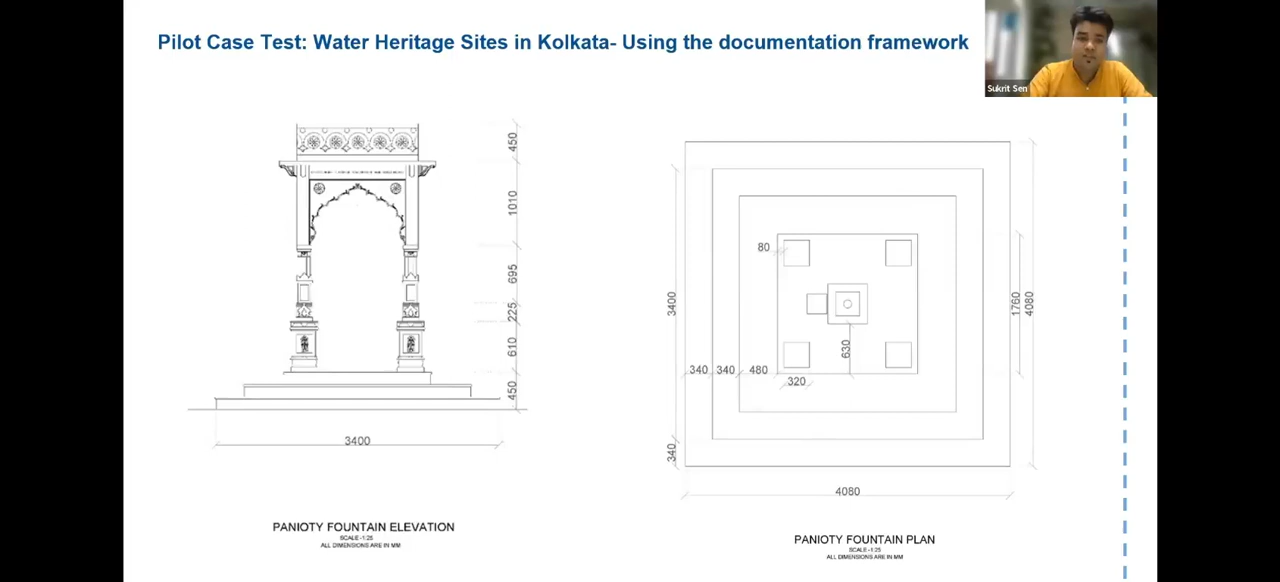 Pilot Case Test: Water Heritage Sites in Kolkata- Using the documentation framework
Sukrit Sen
450
1010
695
225
610
450
3400
PANIOTY FOUNTAIN ELEVATION
SCALE -1:25
ALL DIMENSIONS ARE IN MM
80
3400
1760
4080
630
340
340
480
320
340
4080
PANIOTY FOUNTAIN PLAN
SCALE -1:25
ALL DIMENSIONS ARE IN MM